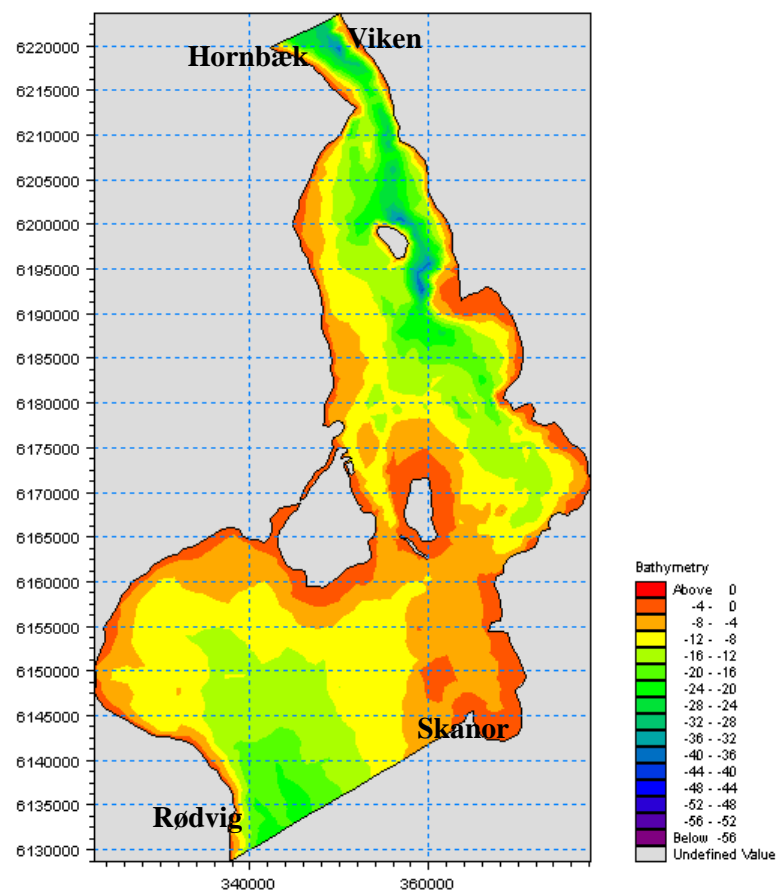 6220000
Hornbæk
Viken
6215000
6210000
6205000
6200000
6195000
6190000
6185000
6180000
6175000
6170000
6165000
6160000
6155000
6150000
6145000
Skanor
6140000
6135000
Rødvig
6130000
340000
360000
Bathymetry
Above 0
-4 - 0
-8 - -4
-12 - -8
-16 - -12
-20 - -16
-24 - -20
-28 - -24
-32 - -28
-36 - -32
-40 - -36
-44 - -40
-48 - -44
-52 - -48
-56 - -52
Below -56
Undefined Value